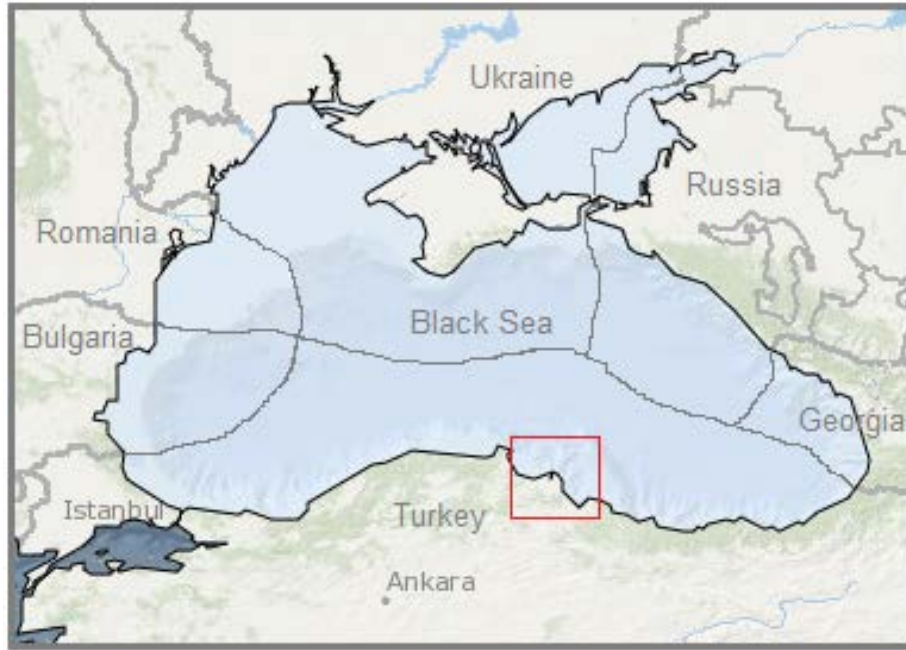 Ukraine
Russia
Romania
Black Sea
Bulgaria
Georgia
Istanbul
Turkey
Ankara